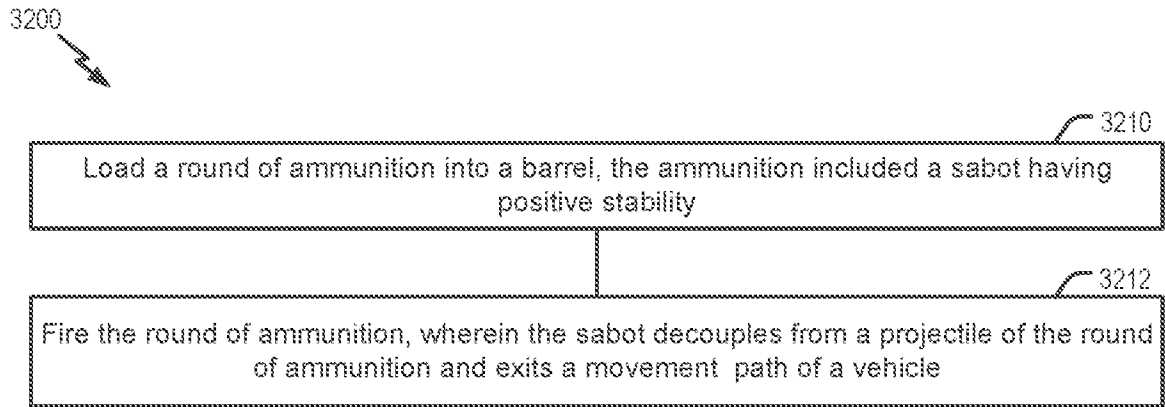 3200
3210
Load a round of ammunition into a barrel, the ammunition included a sabot having
positive stability
3212
Fire the round of ammunition, wherein the sabot decouples from a projectile of the round
of ammunition and exits a movement path of a vehicle